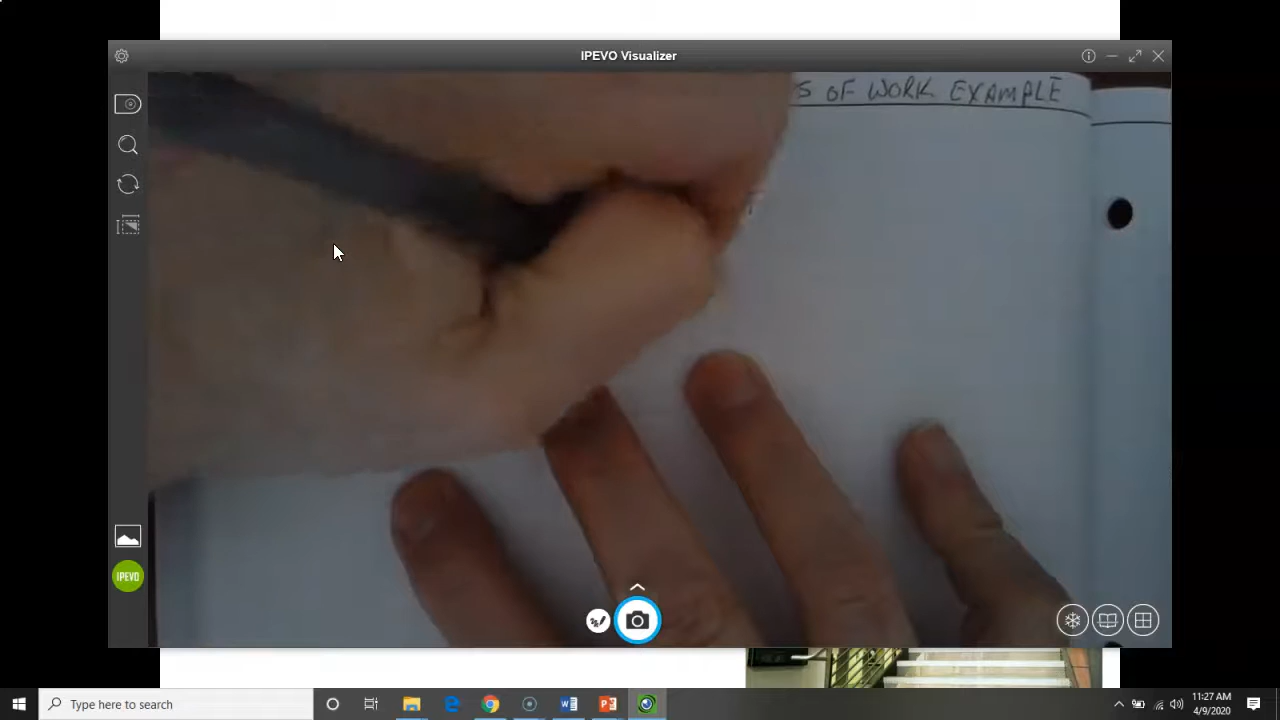 IPEVO Visualizer
S OF WORK EXAMPLE
IPEVO
Type here to search
11:27 AM
4/9/2020